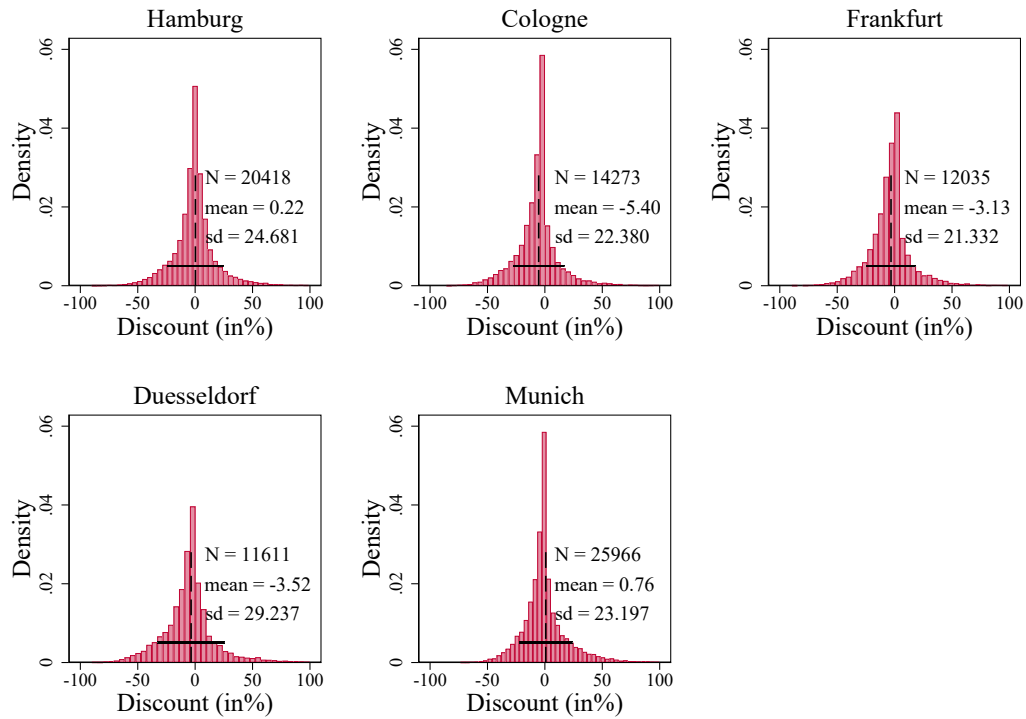 Hamburg
.06
.04
.02
0
Density
N = 20418
mean = 0.22
sd = 24.681
-100 -50 0 50 100
Discount (in%)
Cologne
.06
.04
.02
0
Density
N = 14273
mean = -5.40
sd = 22.380
-100 -50 0 50 100
Discount (in%)
Frankfurt
.06
.04
.02
0
Density
N = 12035
mean = -3.13
sd = 21.332
-100 -50 0 50 100
Discount (in%)
Duesseldorf
.06
.04
.02
0
Density
N = 11611
mean = -3.52
sd = 29.237
-100 -50 0 50 100
Discount (in%)
Munich
.06
.04
.02
0
Density
N = 25966
mean = 0.76
sd = 23.197
-100 -50 0 50 100
Discount (in%)